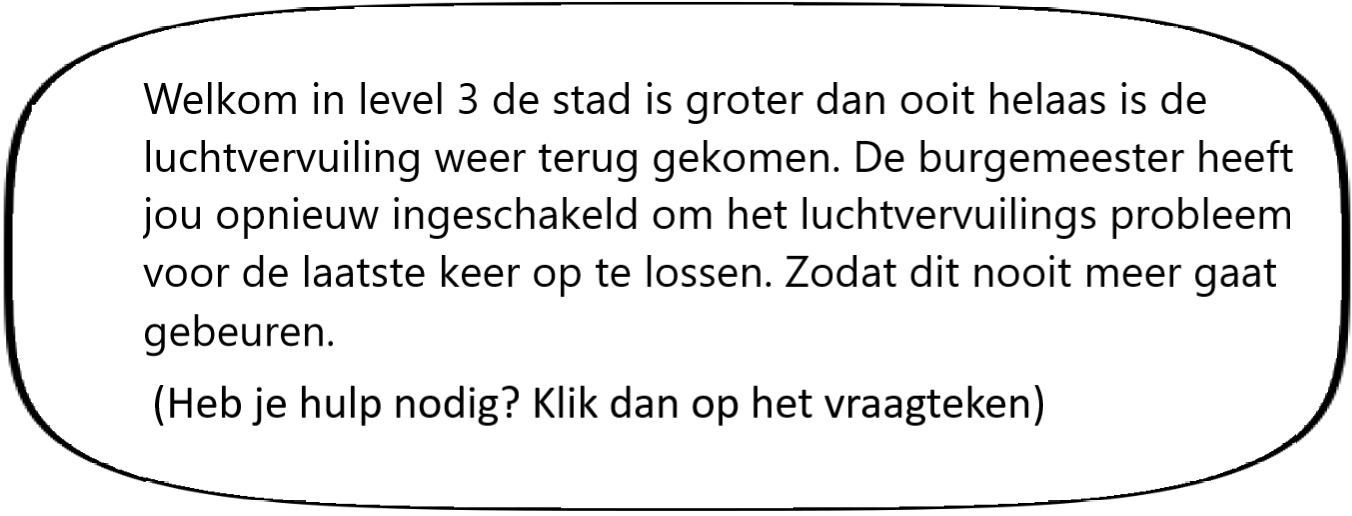 Welkom in level 3 de stad is groter dan ooit helaas is de
luchtvervuiling weer terug gekomen. De burgemeester heeft
jou opnieuw ingeschakeld om het luchtvervuilings probleem
voor de laatste keer op te lossen. Zodat dit nooit meer gaat
gebeuren.
(Heb je hulp nodig? Klik dan op het vraagteken)